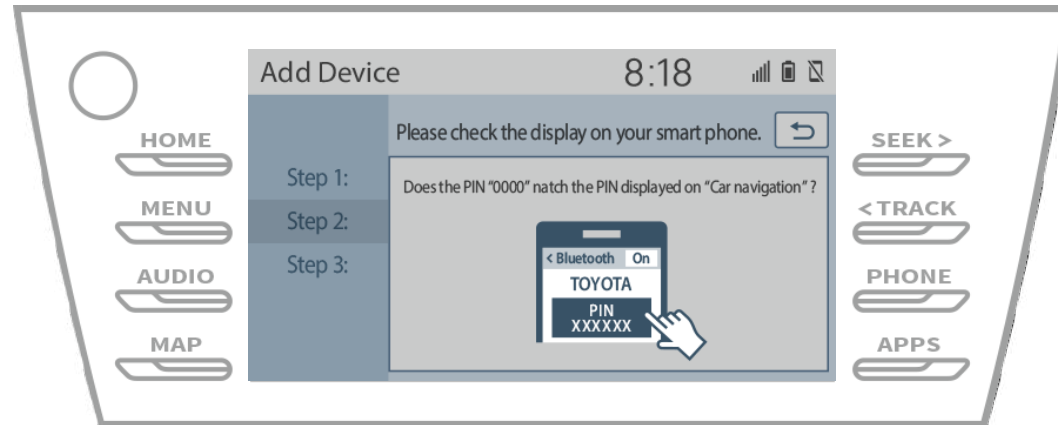 Add Device
8:18
HOME
MENU
AUDIO
MAP
Step 1:
Step 2:
Step 3:
Please check the display on your smart phone.
Does the PIN "0000" natch the PIN displayed on "Car navigation" ?
< Bluetooth On
TOYOTA
PIN
XXXXXX
SEEK >
< TRACK
PHONE
APPS